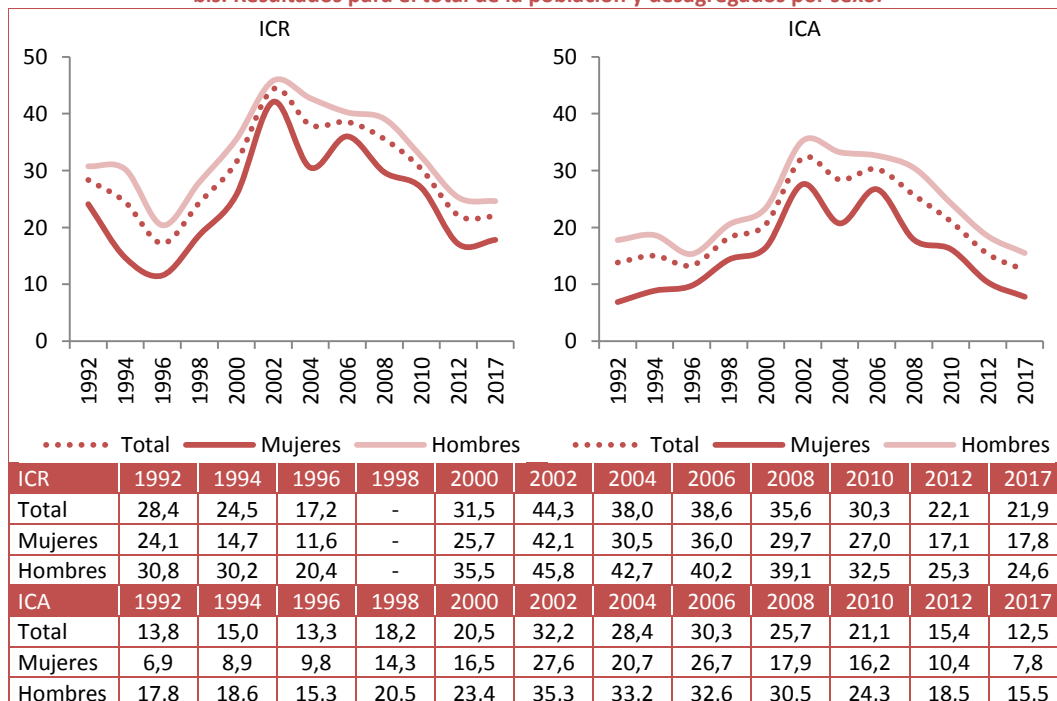 bis. Resultados para el total de la población y desagregados por sexo.
ICR
50
40
30
20
10
0
1992 1994 1996 1998 2000 2002 2004 2006 2008 2010 2012 2017
Total Mujeres Hombres
ICA
50
40
30
20
10
0
1992 1994 1996 1998 2000 2002 2004 2006 2008 2010 2012 2017
Total Mujeres Hombres
ICR 1992 1994 1996 1998 2000 2002 2004 2006 2008 2010 2012 2017
Total 28,4 24,5 17,2 - 31,5 44,3 38,0 38,6 35,6 30,3 22,1 21,9
Mujeres 24,1 14,7 11,6 - 25,7 42,1 30,5 36,0 29,7 27,0 17,1 17,8
Hombres 30,8 30,2 20,4 - 35,5 45,8 42,7 40,2 39,1 32,5 25,3 24,6
ICA 1992 1994 1996 1998 2000 2002 2004 2006 2008 2010 2012 2017
Total 13,8 15,0 13,3 18,2 20,5 32,2 28,4 30,3 25,7 21,1 15,4 12,5
Mujeres 6,9 8,9 9,8 14,3 16,5 27,6 20,7 26,7 17,9 16,2 10,4 7,8
Hombres 17,8 18,6 15,3 20,5 23,4 35,3 33,2 32,6 30,5 24,3 18,5 15,5